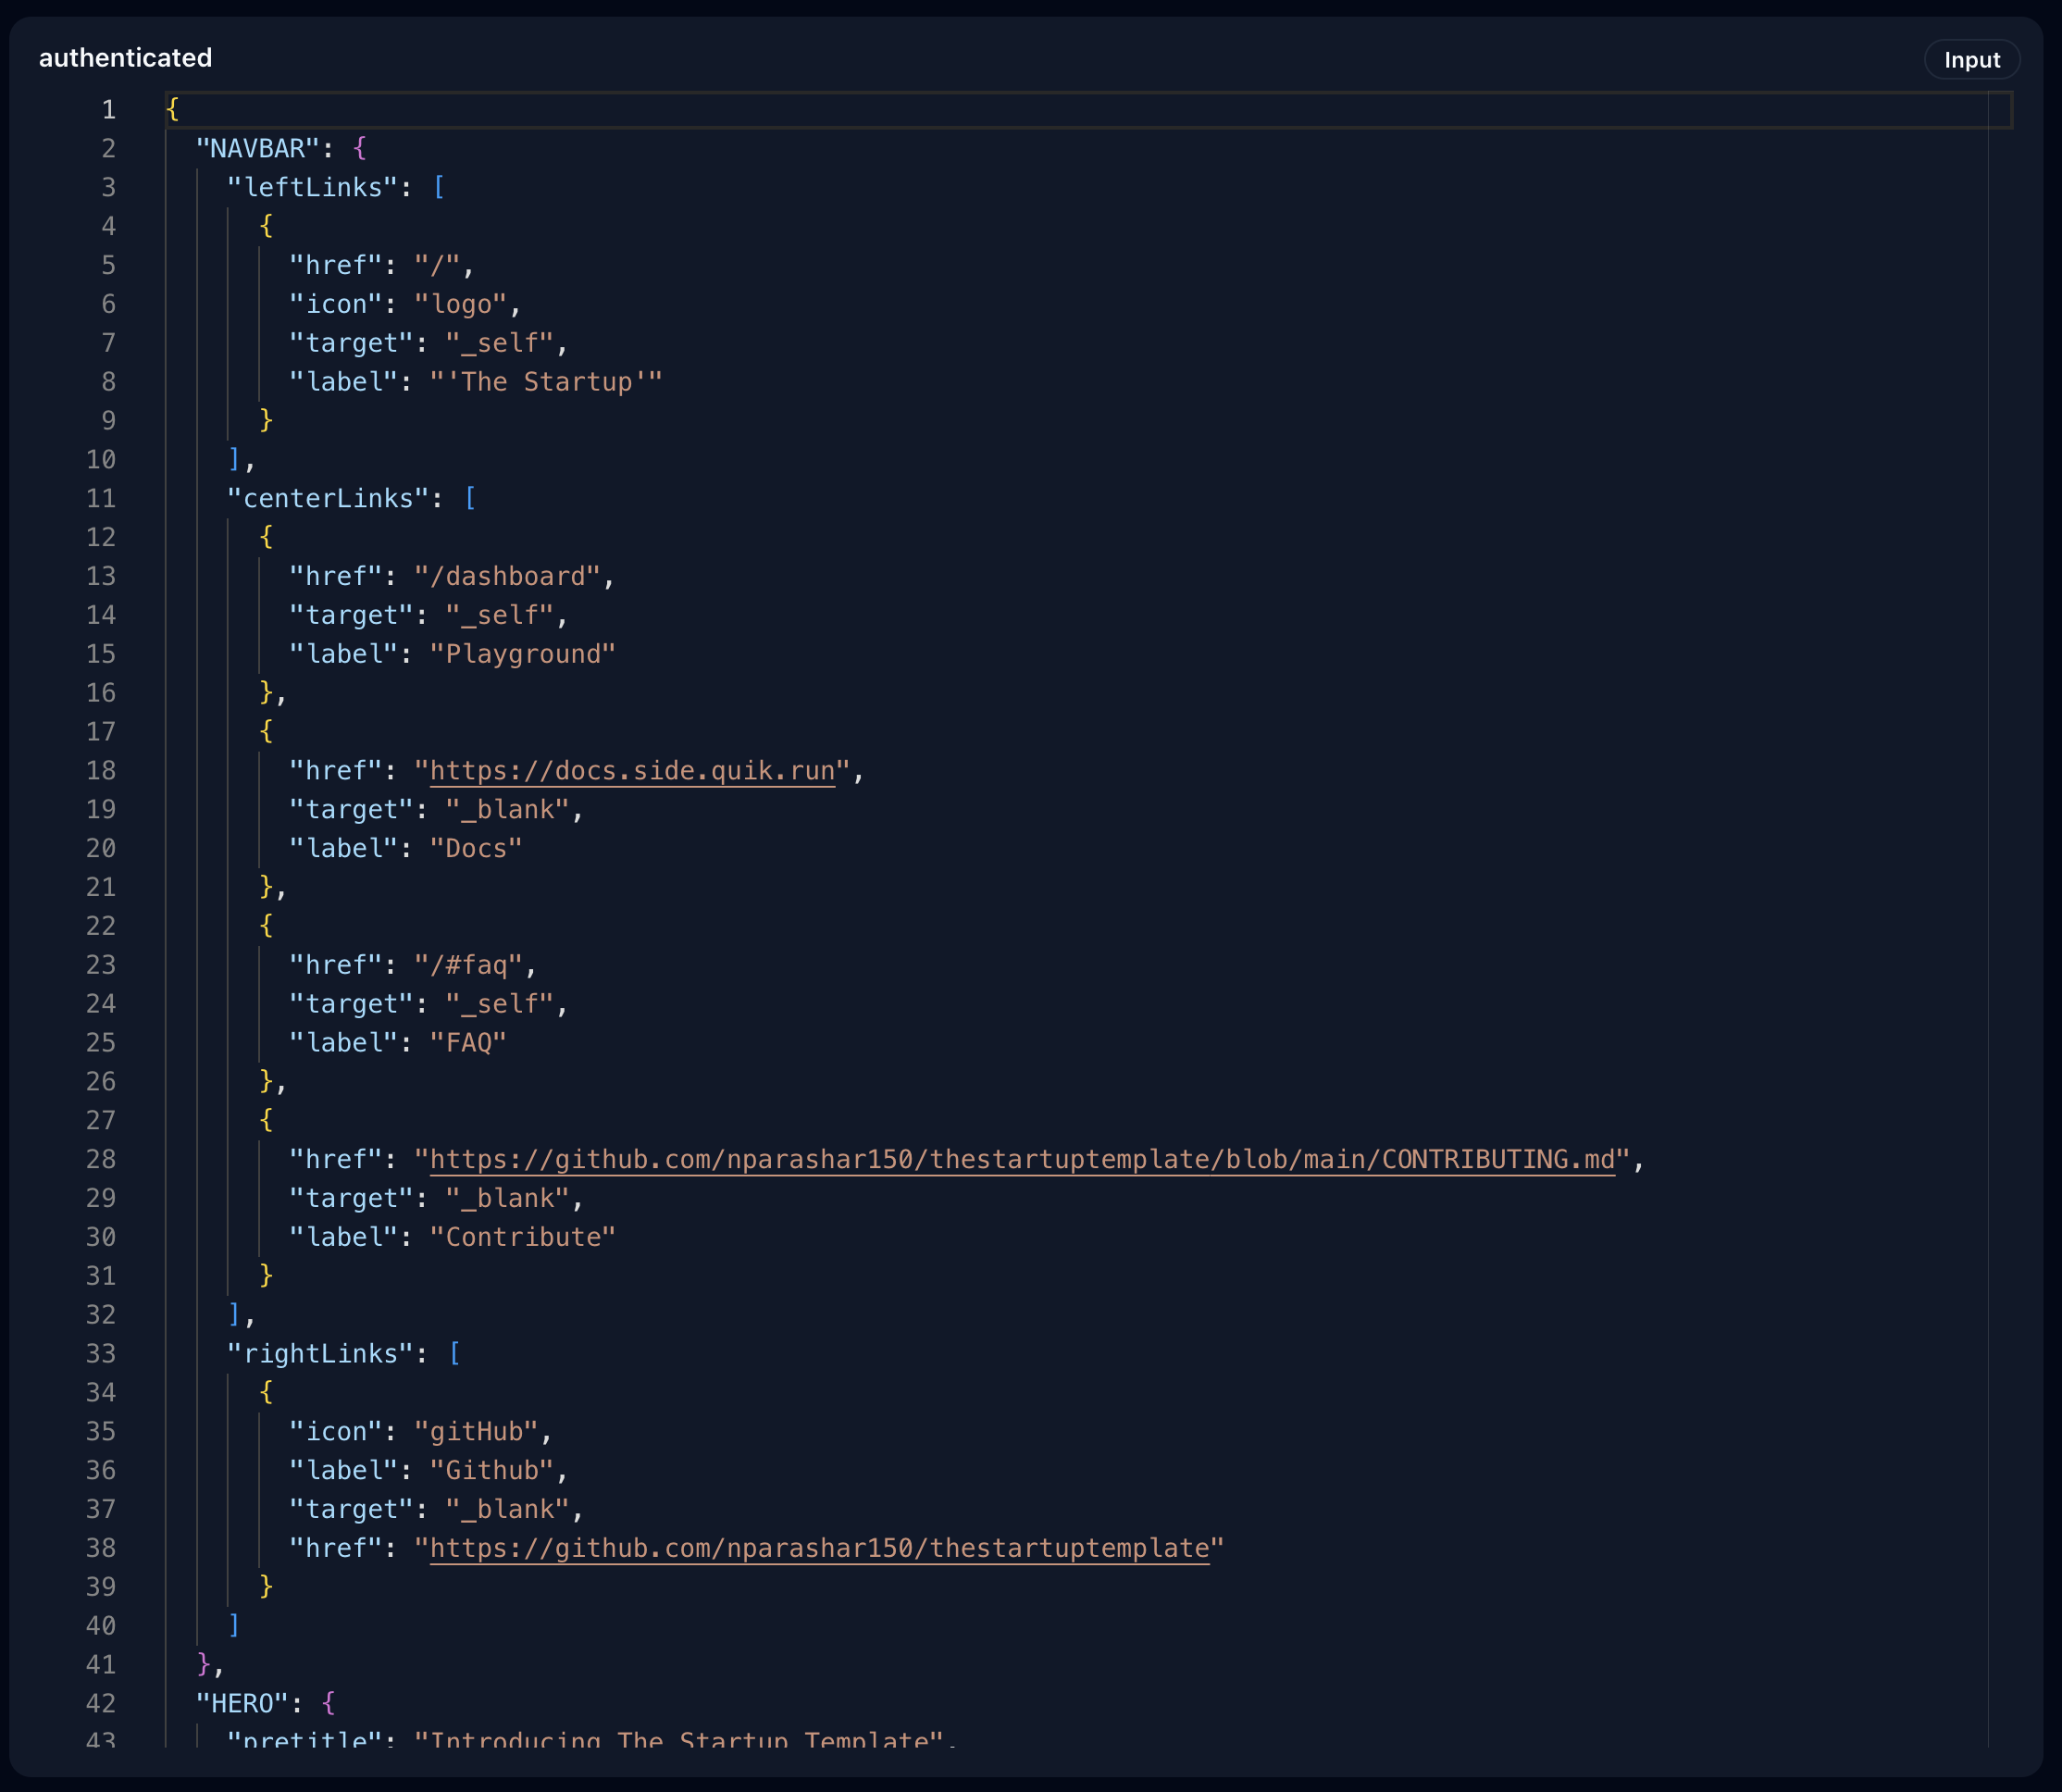 authenticated
Input
1 {
2 "NAVBAR": {
3 "leftLinks": [
4 {
5 "href": "/",
6 "icon": "logo",
7 "target": "_self",
8 "label": "'The Startup'"
9 }
10 ],
11 "centerLinks": [
12 {
13 "href": "/dashboard",
14 "target": "_self",
15 "label": "Playground"
16 },
17 {
18 "href": "https://docs.side.quik.run",
19 "target": "_blank",
20 "label": "Docs"
21 },
22 {
23 "href": "/#faq",
24 "target": "_self",
25 "label": "FAQ"
26 },
27 {
28 "href": "https://github.com/nparashar150/thestartuptemplate/blob/main/CONTRIBUTING.md",
29 "target": "_blank",
30 "label": "Contribute"
31 }
32 ],
33 "rightLinks": [
34 {
35 "icon": "gitHub",
36 "label": "Github",
37 "target": "_blank",
38 "href": "https://github.com/nparashar150/thestartuptemplate"
39 }
40 ]
41 },
42 "HERO": {
43 "pretitle": "Introducing The Startup Template",